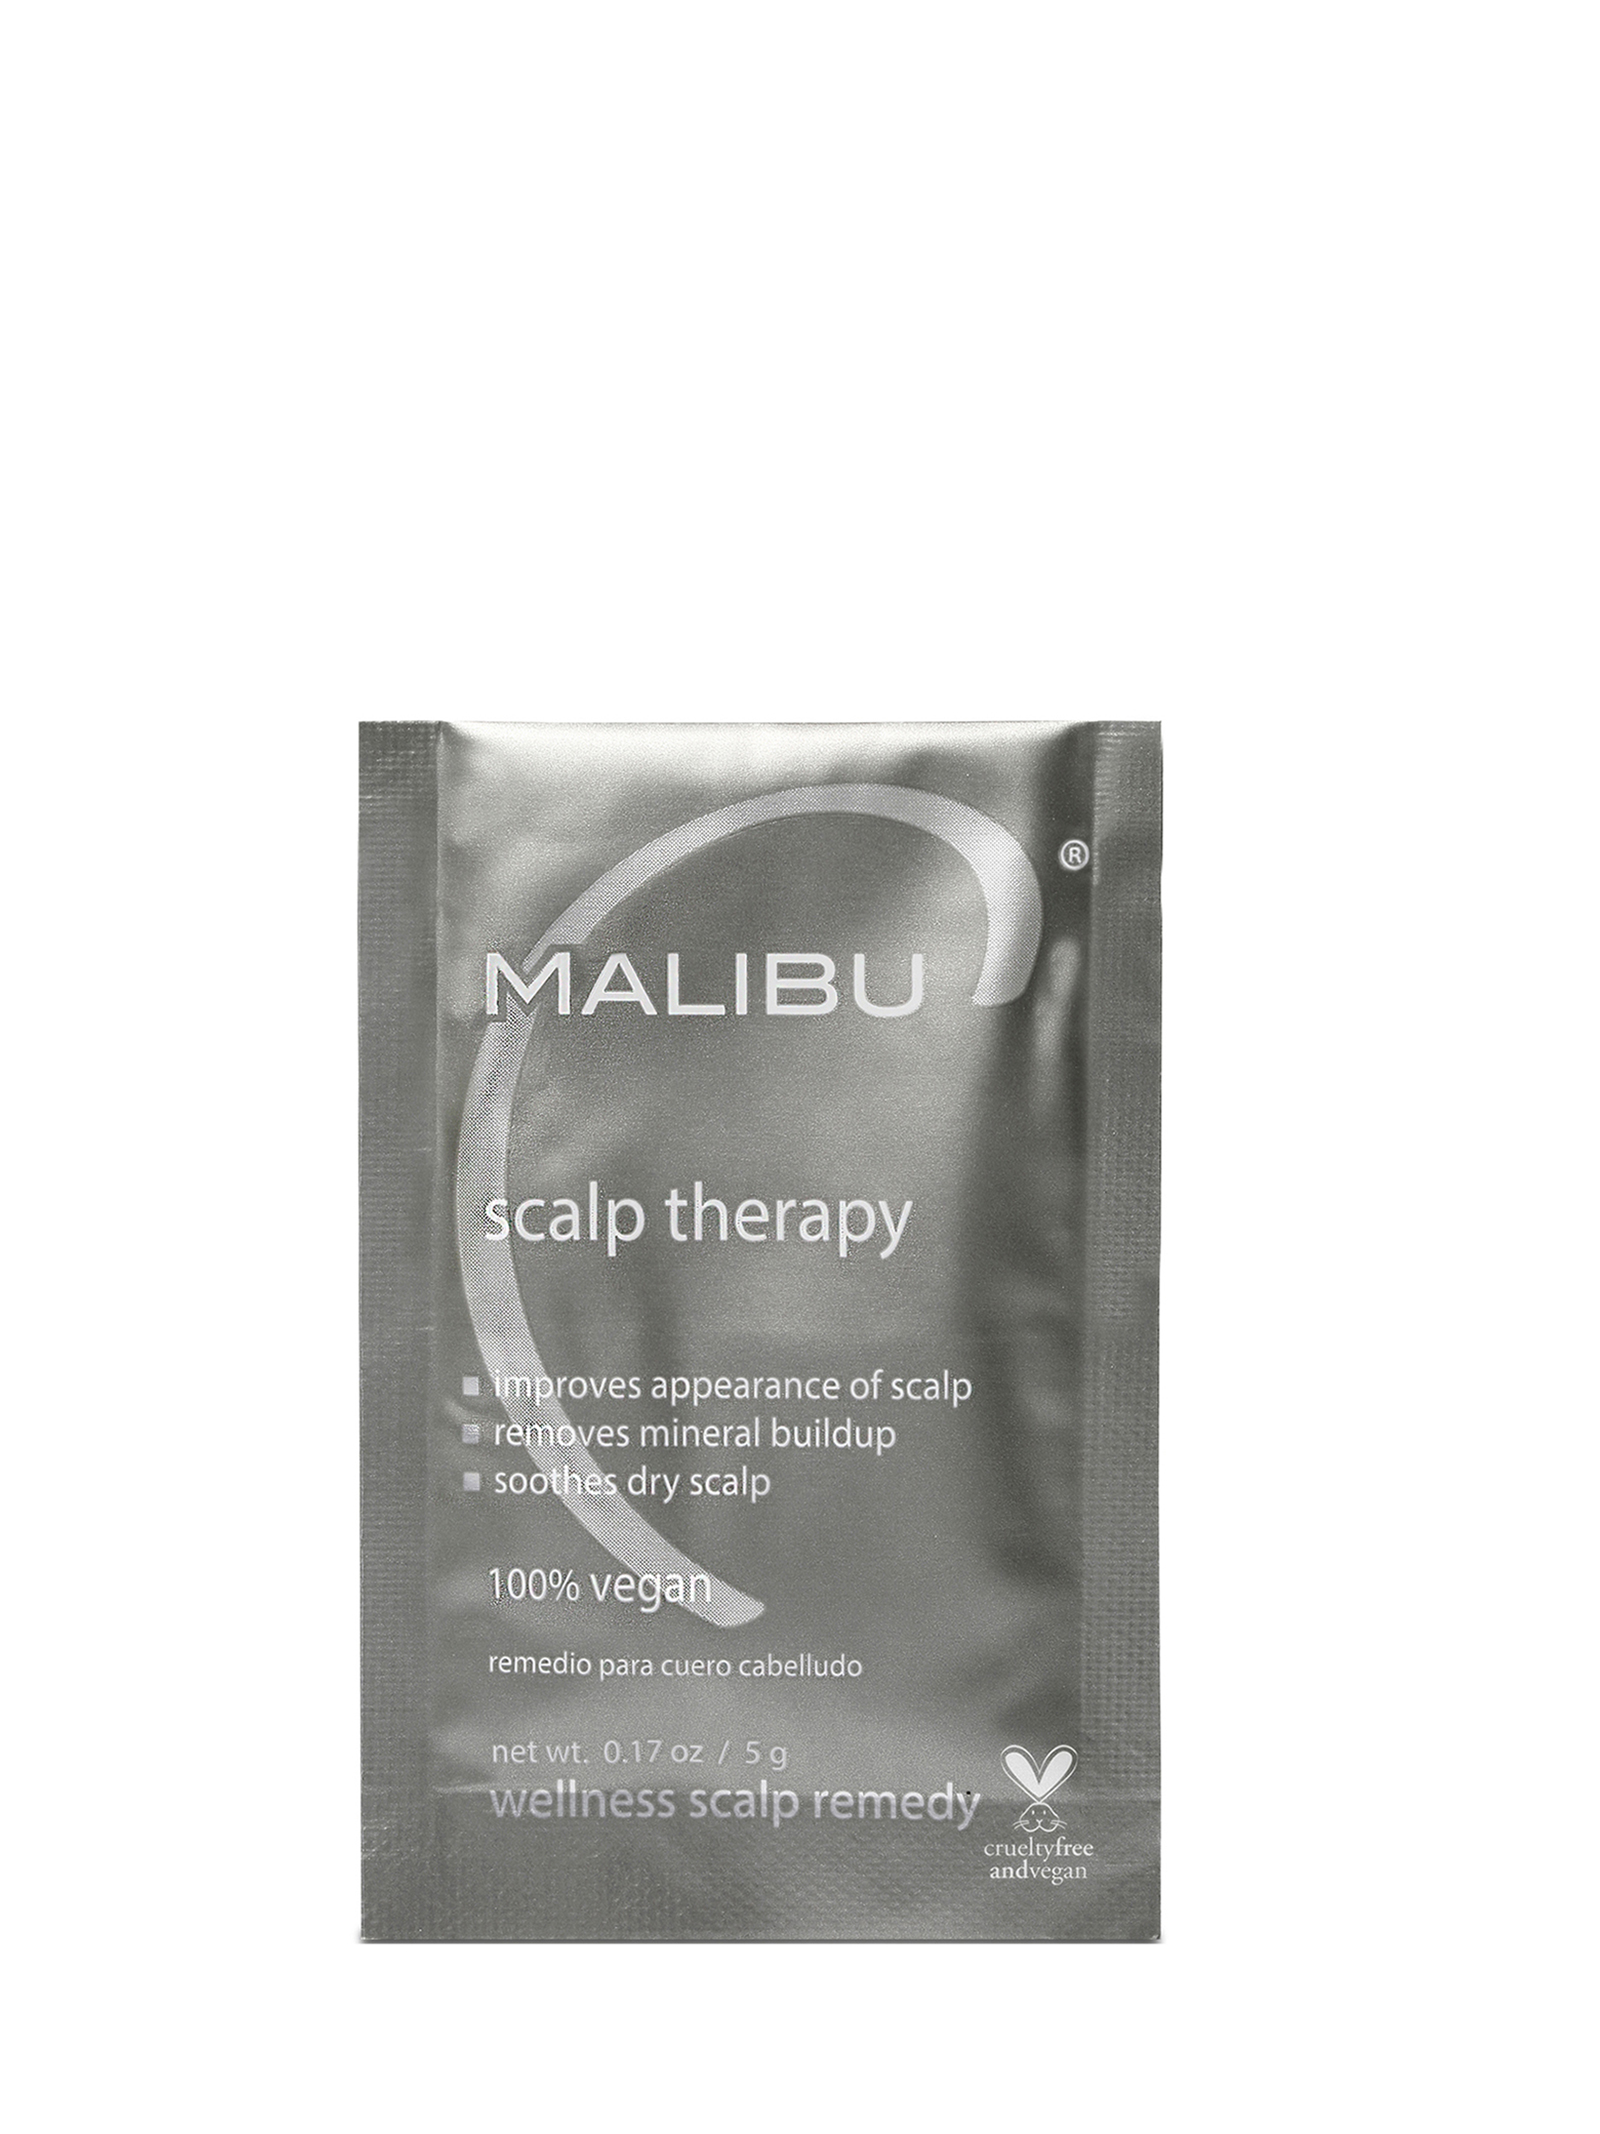 ®
MALIBU C
scalp therapy
▪ improves appearance of scalp
▪ removes mineral buildup
▪ soothes dry scalp
100% vegan
remedio para cuero cabelludo
net wt. 0.17 oz / 5 g
wellness scalp remedy
crueltyfree
andvegan